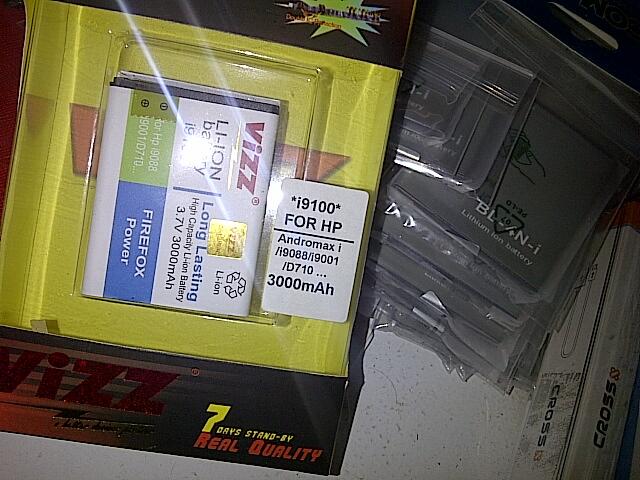 *i9100*
FOR HP
Andromax i
/i9088/i9001
/D710 ...
3000mAh
ViZZ®
LI-ION
Long Lasting
High Capacity Li-ion Battery
3.7V 3000mAh
for Hp i9088
i9001/D710...
FIREFOX
Power
ViZZ
Li-ion
ViZZ®
7
DAYS STAND-BY
REAL QUALITY
BL-4N-i
Lithium ion battery
CROSS
CROSS